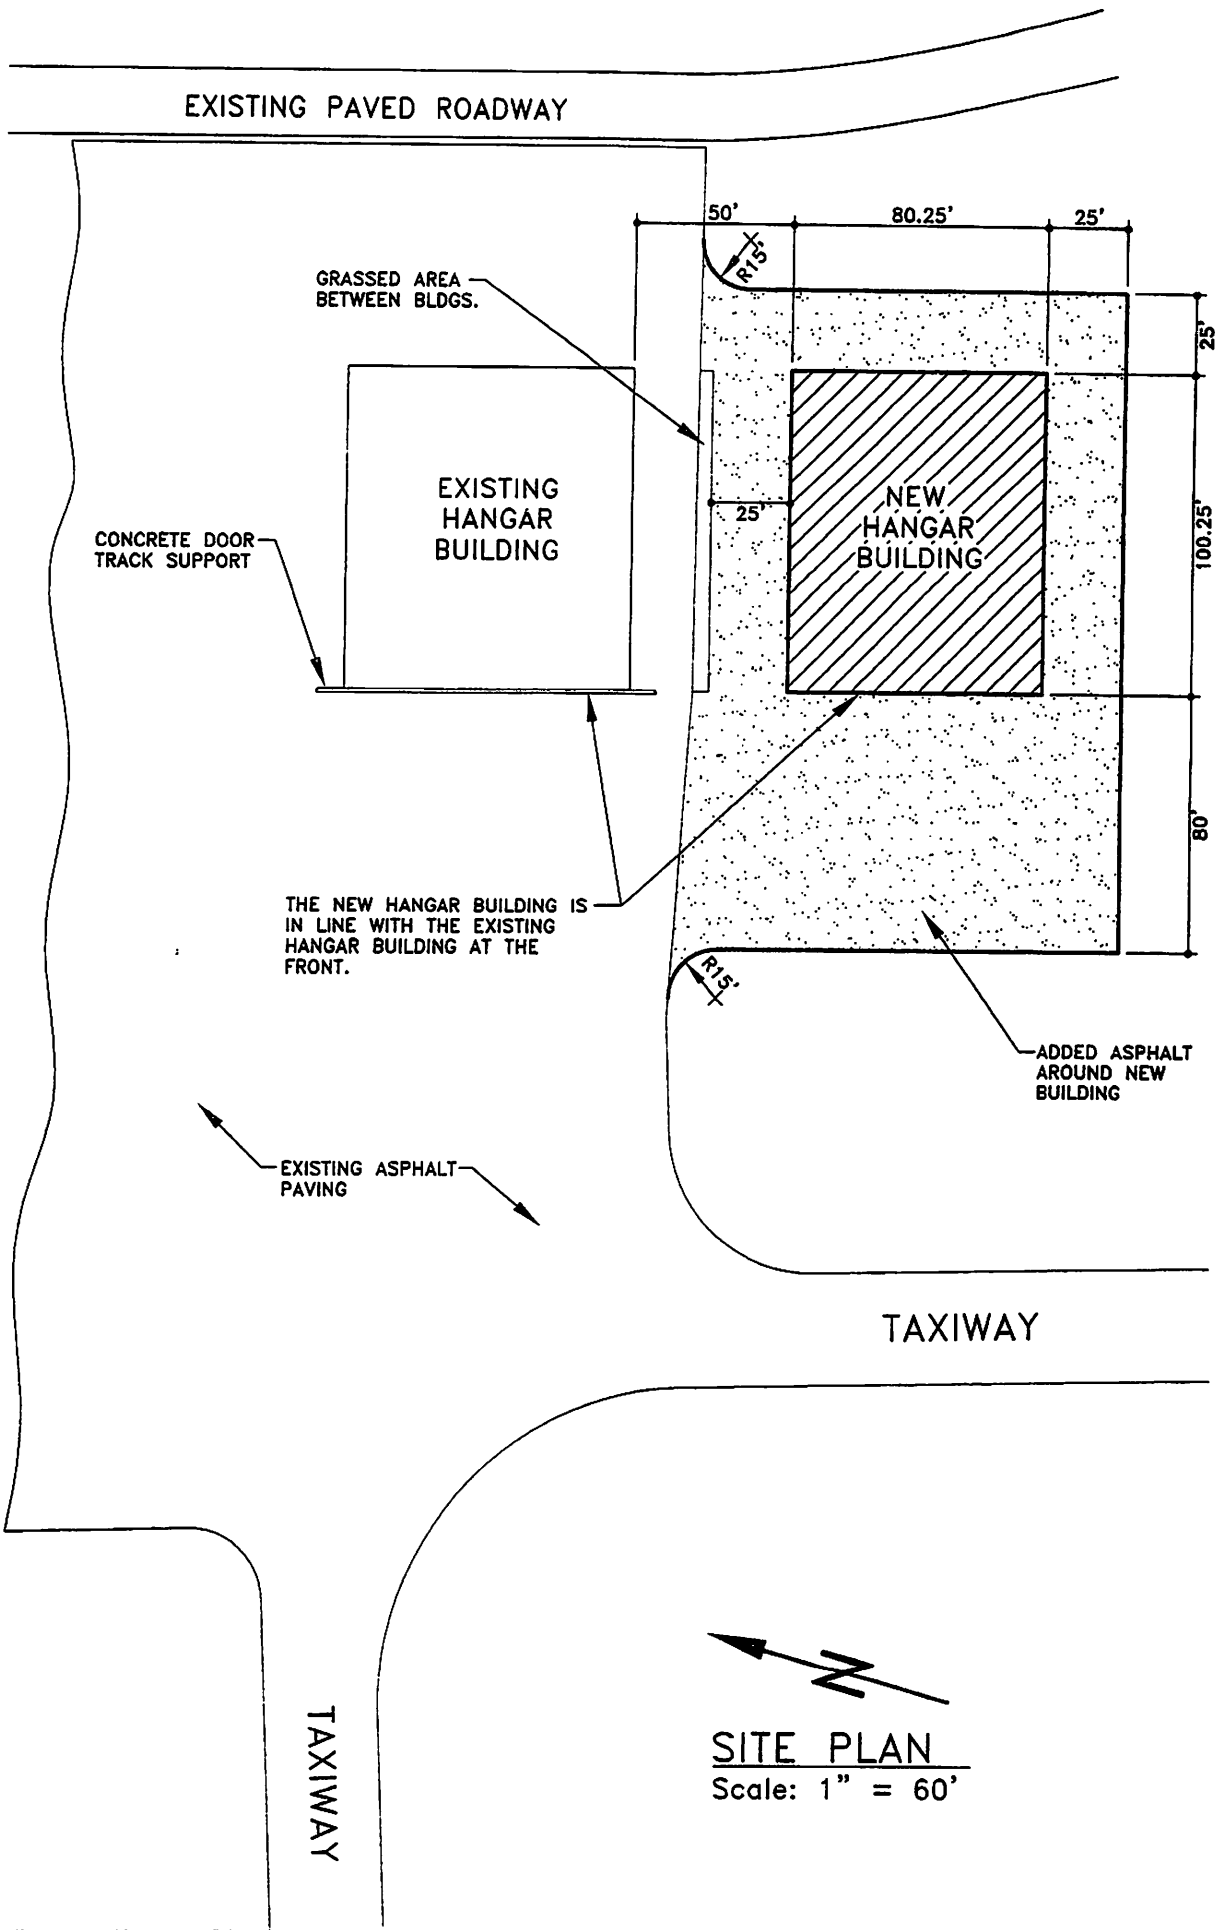 EXISTING PAVED ROADWAY
50'
80.25'
25'
R15'
GRASSED AREA
BETWEEN BLDGS.
25'
EXISTING
HANGAR
BUILDING
NEW
HANGAR
BUILDING
25'
100.25'
CONCRETE DOOR
TRACK SUPPORT
80'
THE NEW HANGAR BUILDING IS
IN LINE WITH THE EXISTING
HANGAR BUILDING AT THE
FRONT.
R15'
ADDED ASPHALT
AROUND NEW
BUILDING
EXISTING ASPHALT
PAVING
TAXIWAY
TAXIWAY
N
SITE PLAN
Scale: 1" = 60'